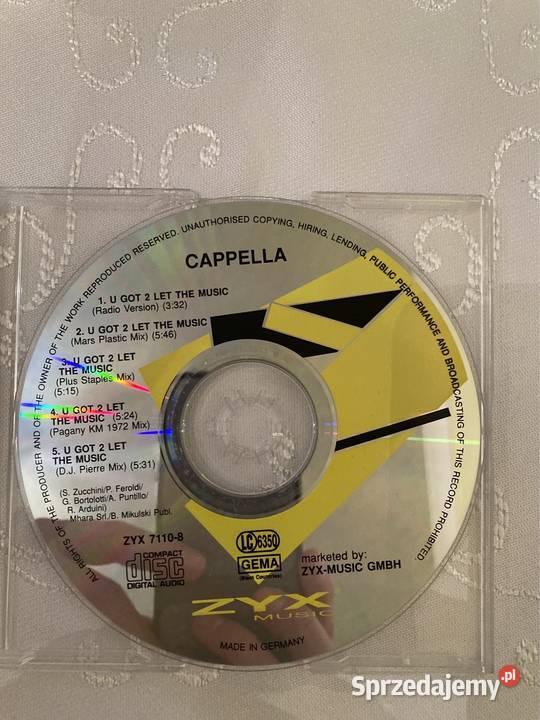 ALL RIGHTS OF THE PRODUCER AND OF THE OWNER OF THE WORK REPRODUCED RESERVED. UNAUTHORISED COPYING, HIRING, LENDING, PUBLIC PERFORMANCE AND BROADCASTING OF THIS RECORD PROHIBITED.
CAPPELLA
1. U GOT 2 LET THE MUSIC
(Radio Version) (3:32)
2. U GOT 2 LET THE MUSIC
(Mars Plastic Mix) (5:46)
3. U GOT 2 LET
THE MUSIC
(Plus Staples Mix)
(5:15)
4. U GOT 2 LET
THE MUSIC (5:24)
(Pagany KM 1972 Mix)
5. U GOT 2 LET
THE MUSIC
(D.J. Pierre Mix) (5:31)
(S. Zucchini/P. Feroldi/
G. Bortolotti/A. Puntillo/
R. Arduini)
Mhara Srl./B. Mikulski Publ.
ZYX 7110-8
COMPACT
disc
DIGITAL AUDIO
LC 6350
GEMA
marketed by:
ZYX-MUSIC GMBH
ZYX
MUSIC
MADE IN GERMANY
Sprzedajemy.pl